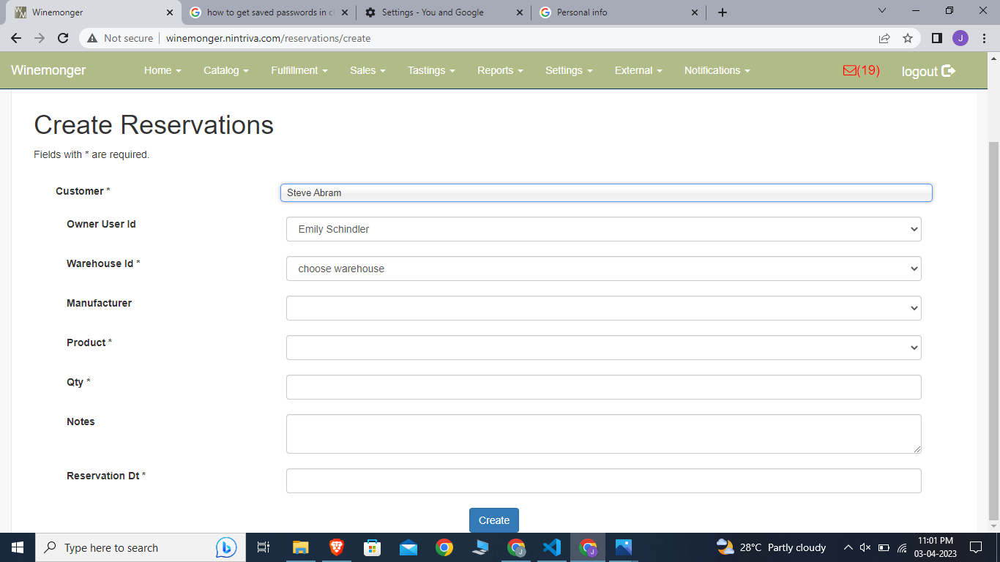 Winemonger
how to get saved passwords in c
Settings - You and Google
Personal info
Not secure
winemonger.nintriva.com/reservations/create
J
Winemonger
Home
Catalog
Fulfillment
Sales
Tastings
Reports
Settings
External
Notifications
(19)
logout
Create Reservations
Fields with * are required.
Customer *
Steve Abram
Owner User Id
Emily Schindler
Warehouse Id *
choose warehouse
Manufacturer
Product *
Qty *
Notes
Reservation Dt *
Create
Type here to search
28°C Partly cloudy
11:01 PM
03-04-2023